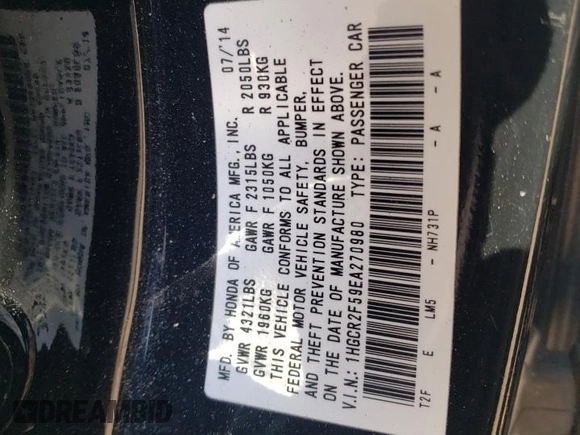 MFD. BY HONDA OF AMERICA MFG., INC. 07/'14
GVWR 4321LBS GAWR F 2315LBS R 2050LBS
GVWR 1960KG GAWR F 1050KG R 930KG
THIS VEHICLE CONFORMS TO ALL APPLICABLE
FEDERAL MOTOR VEHICLE SAFETY, BUMPER,
AND THEFT PREVENTION STANDARDS IN EFFECT
ON THE DATE OF MANUFACTURE SHOWN ABOVE.
V.I.N.: 1HGCR2F59EA270980 TYPE: PASSENGER CAR
T2F E LM5 - NH731P - A - A
DREAMBID